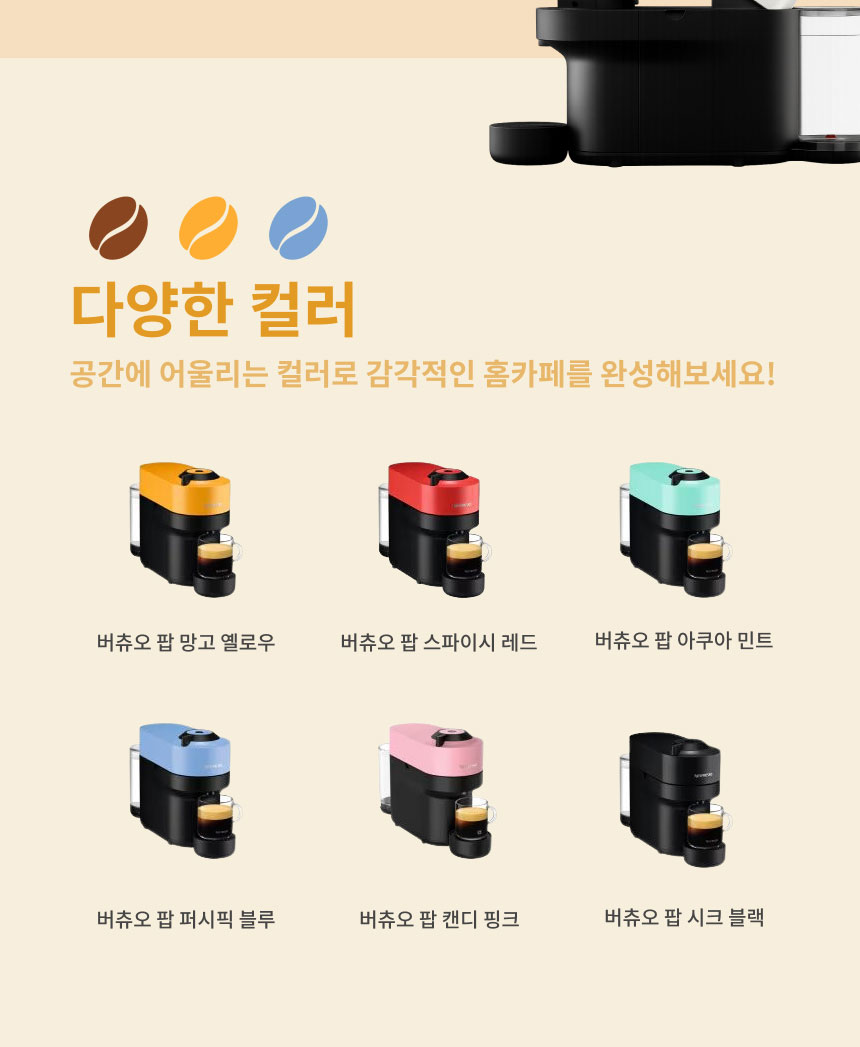 다양한 컬러
공간에 어울리는 컬러로 감각적인 홈카페를 완성해보세요!
버츄오 팝 망고 옐로우
버츄오 팝 스파이시 레드
버츄오 팝 아쿠아 민트
버츄오 팝 퍼시픽 블루
버츄오 팝 캔디 핑크
버츄오 팝 시크 블랙